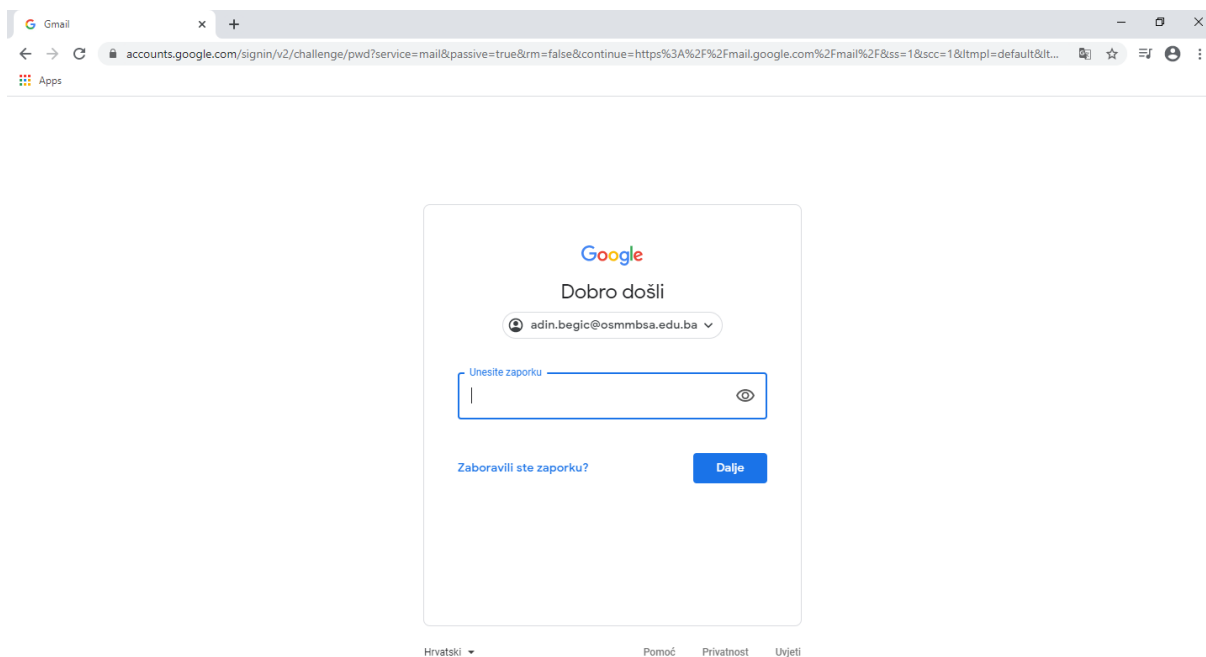 Gmail
accounts.google.com/signin/v2/challenge/pwd?service=mail&passive=true&rm=false&continue=https%3A%2F%2Fmail.google.com%2Fmail%2F&ss=1&scc=1&ltmpl=default&lt...
Apps
Google
Dobro došli
adin.begic@osmmbsa.edu.ba
Unesite zaporku
Zaboravili ste zaporku? Dalje
Hrvatski Pomoć Privatnost Uvjeti